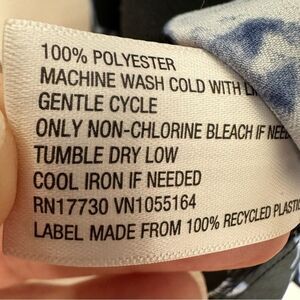 100% POLYESTER
MACHINE WASH COLD WITH
GENTLE CYCLE
ONLY NON-CHLORINE BLEACH IF
TUMBLE DRY LOW
COOL IRON IF NEEDED
RN17730 VN1055164
LABEL MADE FROM 100% RECYCLED